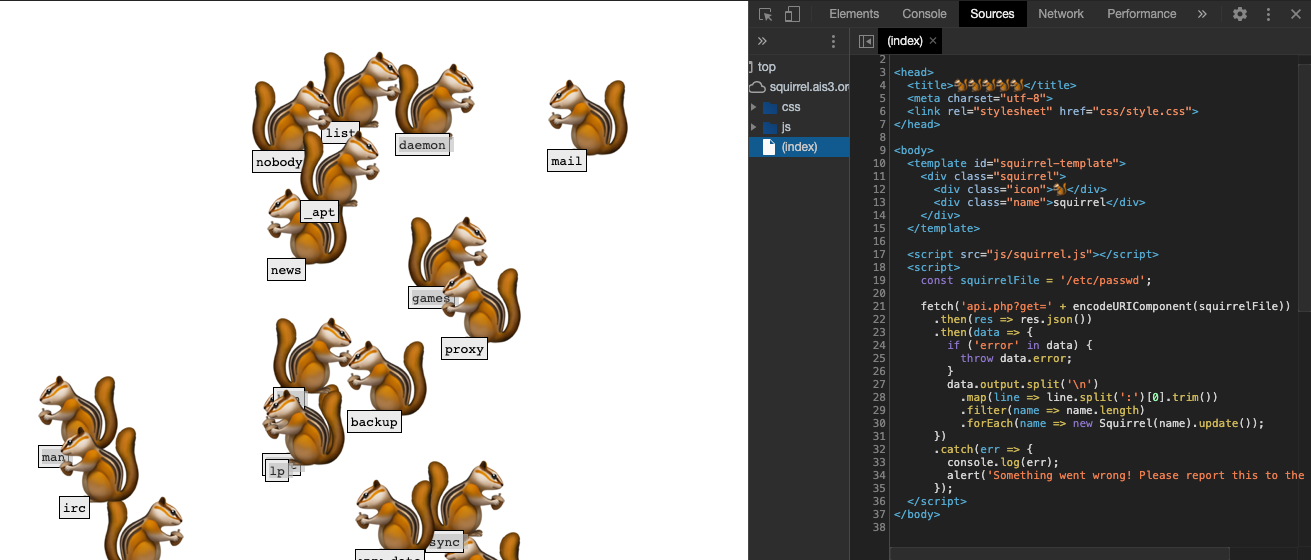 list
nobody
daemon
mail
_apt
news
games
proxy
backup
man
lp
irc
sync
Elements Console Sources Network Performance »
» (index) ×
top
squirrel.ais3.or
css
js
(index)
2
3 <head>
4 <title>🐿🐿🐿🐿🐿</title>
5 <meta charset="utf-8">
6 <link rel="stylesheet" href="css/style.css">
7 </head>
8
9 <body>
10 <template id="squirrel-template">
11 <div class="squirrel">
12 <div class="icon">🐿</div>
13 <div class="name">squirrel</div>
14 </div>
15 </template>
16
17 <script src="js/squirrel.js"></script>
18 <script>
19 const squirrelFile = '/etc/passwd';
20
21 fetch('api.php?get=' + encodeURIComponent(squirrelFile))
22 .then(res => res.json())
23 .then(data => {
24 if ('error' in data) {
25 throw data.error;
26 }
27 data.output.split('\n')
28 .map(line => line.split(':')[0].trim())
29 .filter(name => name.length)
30 .forEach(name => new Squirrel(name).update());
31 })
32 .catch(err => {
33 console.log(err);
34 alert('Something went wrong! Please report this to the
35 });
36 </script>
37 </body>
38